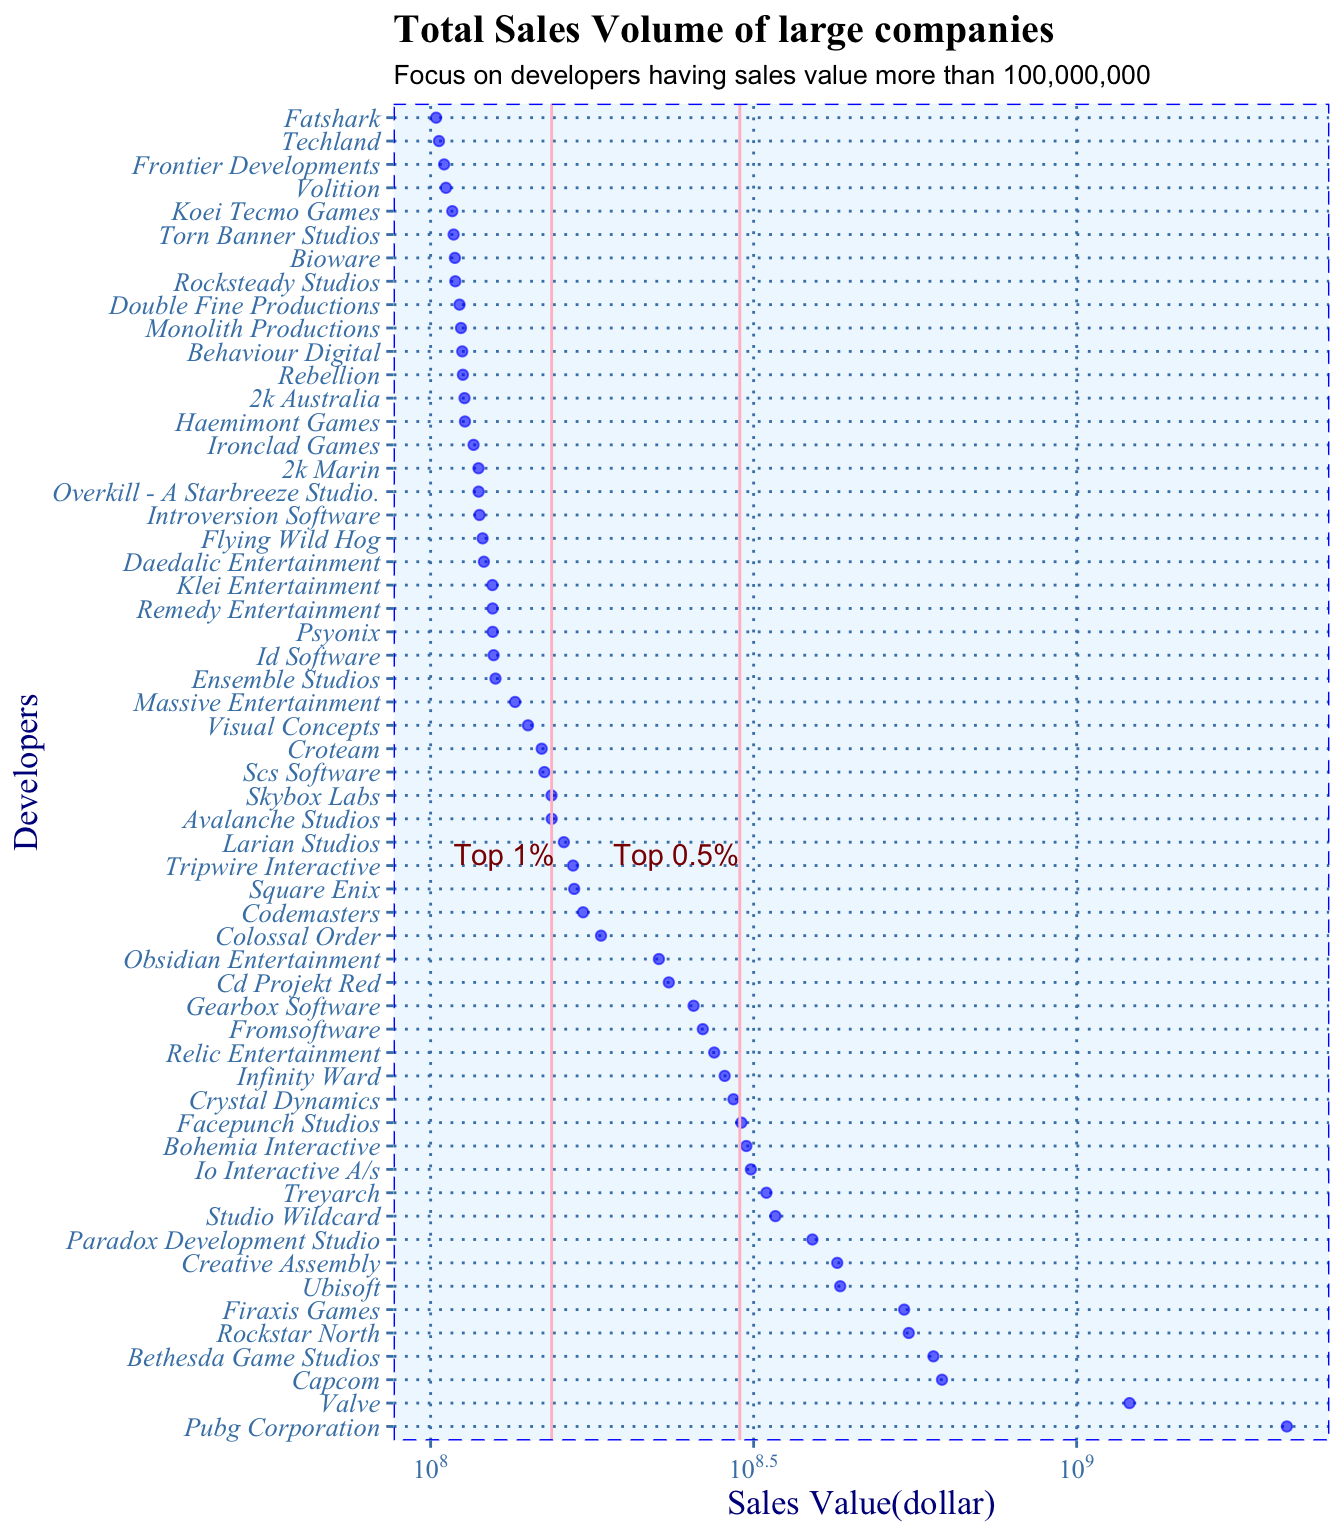 Total Sales Volume of large companies
Focus on developers having sales value more than 100,000,000
Developers
Fatshark
Techland
Frontier Developments
Volition
Koei Tecmo Games
Torn Banner Studios
Bioware
Rocksteady Studios
Double Fine Productions
Monolith Productions
Behaviour Digital
Rebellion
2k Australia
Haemimont Games
Ironclad Games
2k Marin
Overkill - A Starbreeze Studio.
Introversion Software
Flying Wild Hog
Daedalic Entertainment
Klei Entertainment
Remedy Entertainment
Psyonix
Id Software
Ensemble Studios
Massive Entertainment
Visual Concepts
Croteam
Scs Software
Skybox Labs
Avalanche Studios
Larian Studios
Tripwire Interactive
Square Enix
Codemasters
Colossal Order
Obsidian Entertainment
Cd Projekt Red
Gearbox Software
Fromsoftware
Relic Entertainment
Infinity Ward
Crystal Dynamics
Facepunch Studios
Bohemia Interactive
Io Interactive A/s
Treyarch
Studio Wildcard
Paradox Development Studio
Creative Assembly
Ubisoft
Firaxis Games
Rockstar North
Bethesda Game Studios
Capcom
Valve
Pubg Corporation
Top 1% Top 0.5%
10^8 10^8.5 10^9
Sales Value(dollar)